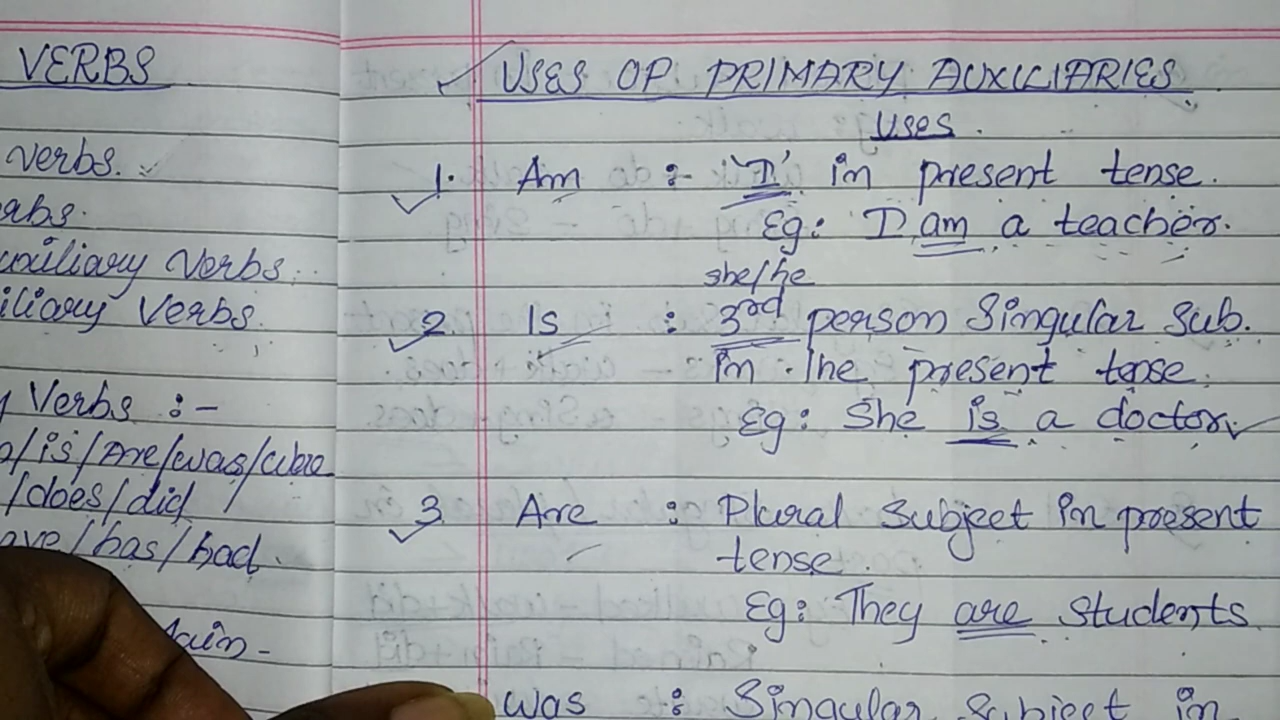 VERBS
verbs.
Verbs.
Verbs.
Verbs :-
/is/Are/was/were
/does/did
/has/had.
USES OF PRIMARY AUXILIARIES
Uses.
1. Am :- 'I' in present tense.
Eg: I am a teacher.
she/he
2. Is : 3rd person Singular Sub.
in the present tense.
Eg: She is a doctor
3. Are : Plural Subject in present
tense.
Eg: They are Students
was : Singular Subject in